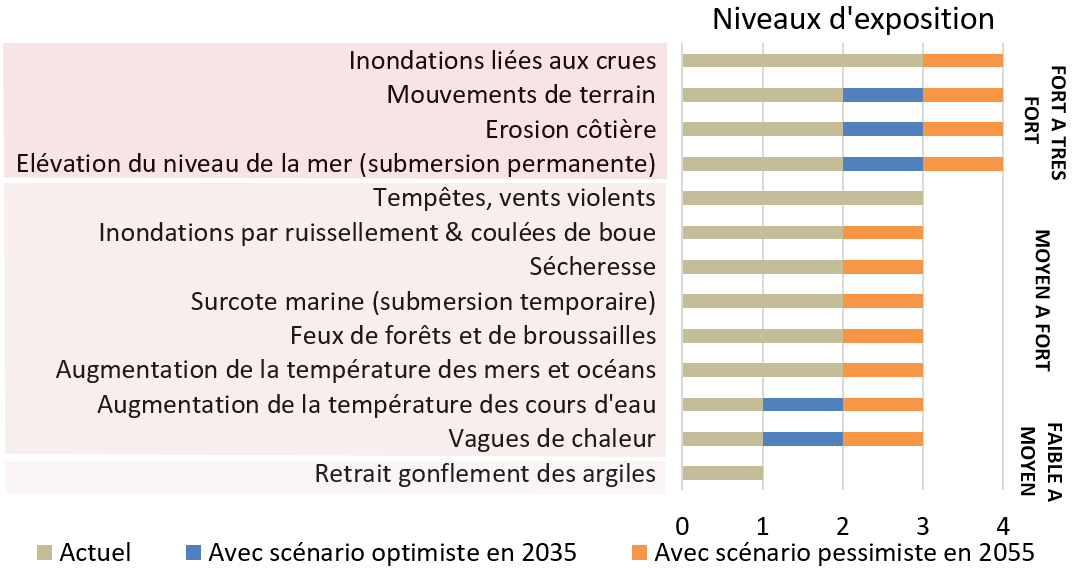 Niveaux d'exposition
Inondations liées aux crues
Mouvements de terrain
Erosion côtière
Elévation du niveau de la mer (submersion permanente)
Tempêtes, vents violents
Inondations par ruissellement & coulées de boue
Sécheresse
Surcote marine (submersion temporaire)
Feux de forêts et de broussailles
Augmentation de la température des mers et océans
Augmentation de la température des cours d'eau
Vagues de chaleur
Retrait gonflement des argiles
FORT A TRES
FORT
MOYEN A FORT
FAIBLE A
MOYEN
0 1 2 3 4
Actuel Avec scénario optimiste en 2035 Avec scénario pessimiste en 2055